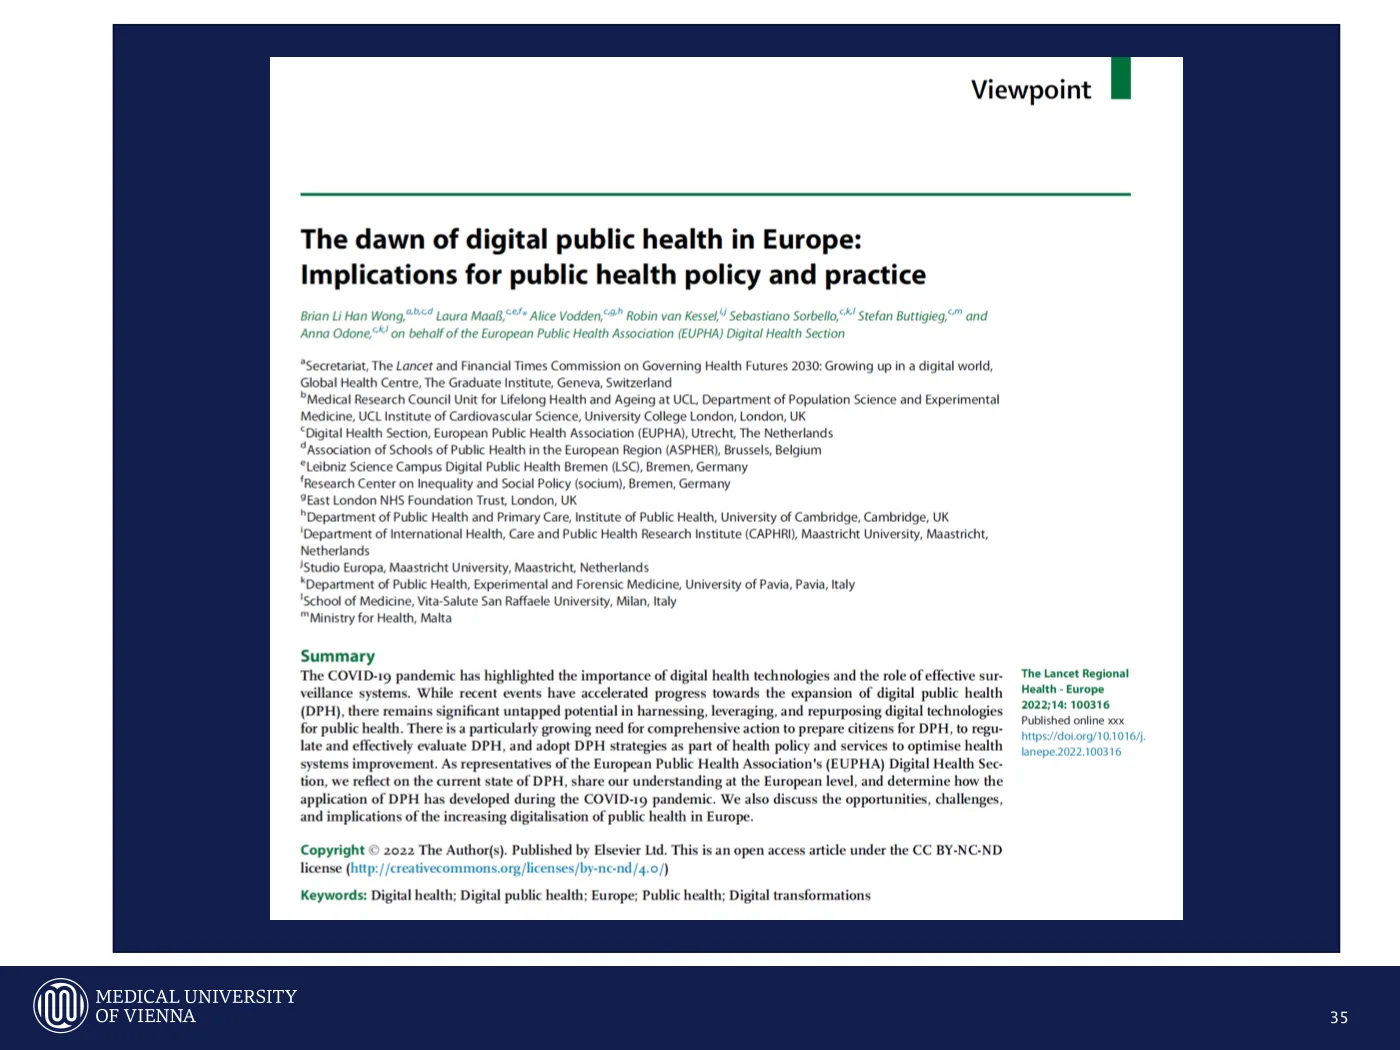 Viewpoint
The dawn of digital public health in Europe:
Implications for public health policy and practice
Brian Li Han Wong,a,b,c,d Laura Maaß,c,e,f* Alice Vodden,c,g,h Robin van Kessel,i,j Sebastiano Sorbello,c,k,l Stefan Buttigieg,c,m and
Anna Odone,c,k,l on behalf of the European Public Health Association (EUPHA) Digital Health Section
aSecretariat, The Lancet and Financial Times Commission on Governing Health Futures 2030: Growing up in a digital world,
Global Health Centre, The Graduate Institute, Geneva, Switzerland
bMedical Research Council Unit for Lifelong Health and Ageing at UCL, Department of Population Science and Experimental
Medicine, UCL Institute of Cardiovascular Science, University College London, London, UK
cDigital Health Section, European Public Health Association (EUPHA), Utrecht, The Netherlands
dAssociation of Schools of Public Health in the European Region (ASPHER), Brussels, Belgium
eLeibniz Science Campus Digital Public Health Bremen (LSC), Bremen, Germany
fResearch Center on Inequality and Social Policy (socium), Bremen, Germany
gEast London NHS Foundation Trust, London, UK
hDepartment of Public Health and Primary Care, Institute of Public Health, University of Cambridge, Cambridge, UK
iDepartment of International Health, Care and Public Health Research Institute (CAPHRI), Maastricht University, Maastricht,
Netherlands
jStudio Europa, Maastricht University, Maastricht, Netherlands
kDepartment of Public Health, Experimental and Forensic Medicine, University of Pavia, Pavia, Italy
lSchool of Medicine, Vita-Salute San Raffaele University, Milan, Italy
mMinistry for Health, Malta
Summary
The COVID-19 pandemic has highlighted the importance of digital health technologies and the role of effective sur-
veillance systems. While recent events have accelerated progress towards the expansion of digital public health
(DPH), there remains significant untapped potential in harnessing, leveraging, and repurposing digital technologies
for public health. There is a particularly growing need for comprehensive action to prepare citizens for DPH, to regu-
late and effectively evaluate DPH, and adopt DPH strategies as part of health policy and services to optimise health
systems improvement. As representatives of the European Public Health Association's (EUPHA) Digital Health Sec-
tion, we reflect on the current state of DPH, share our understanding at the European level, and determine how the
application of DPH has developed during the COVID-19 pandemic. We also discuss the opportunities, challenges,
and implications of the increasing digitalisation of public health in Europe.
Copyright © 2022 The Author(s). Published by Elsevier Ltd. This is an open access article under the CC BY-NC-ND
license (http://creativecommons.org/licenses/by-nc-nd/4.0/)
Keywords: Digital health; Digital public health; Europe; Public health; Digital transformations
The Lancet Regional
Health - Europe
2022;14: 100316
Published online xxx
https://doi.org/10.1016/j.
lanepe.2022.100316
MEDICAL UNIVERSITY
OF VIENNA
35